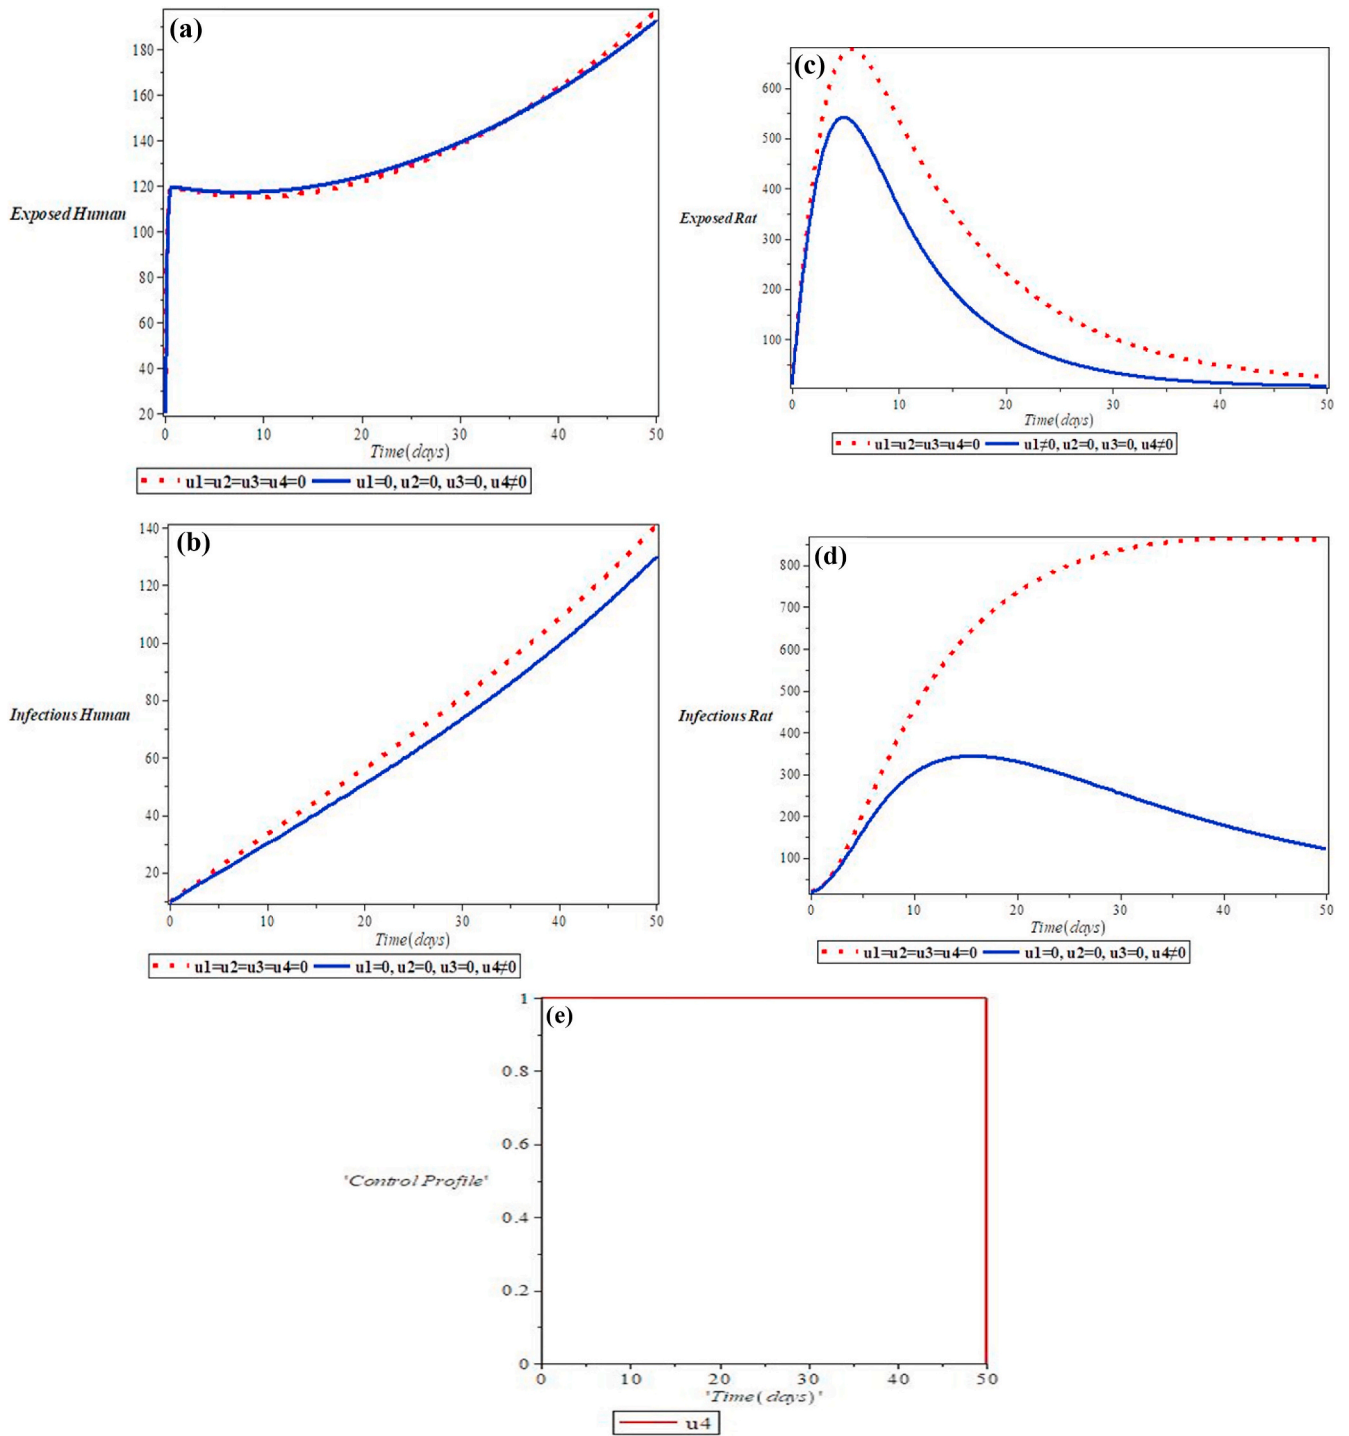 (a)
180
160
140
120
100
80
60
40
20
Exposed Human
0 10 20 30 40 50
Time(days)
u1=u2=u3=u4=0 u1=0, u2=0, u3=0, u4≠0
(c)
600
500
400
300
200
100
Exposed Rat
0 10 20 30 40 50
Time(days)
u1=u2=u3=u4=0 u1≠0, u2=0, u3=0, u4≠0
(b)
140
120
100
80
60
40
20
Infectious Human
0 10 20 30 40 50
Time(days)
u1=u2=u3=u4=0 u1=0, u2=0, u3=0, u4≠0
(d)
800
700
600
500
400
300
200
100
Infectious Rat
0 10 20 30 40 50
Time(days)
u1=u2=u3=u4=0 u1=0, u2=0, u3=0, u4≠0
(e)
1
0.8
0.6
0.4
0.2
0
'Control Profile'
0 10 20 30 40 50
'Time(days)'
u4